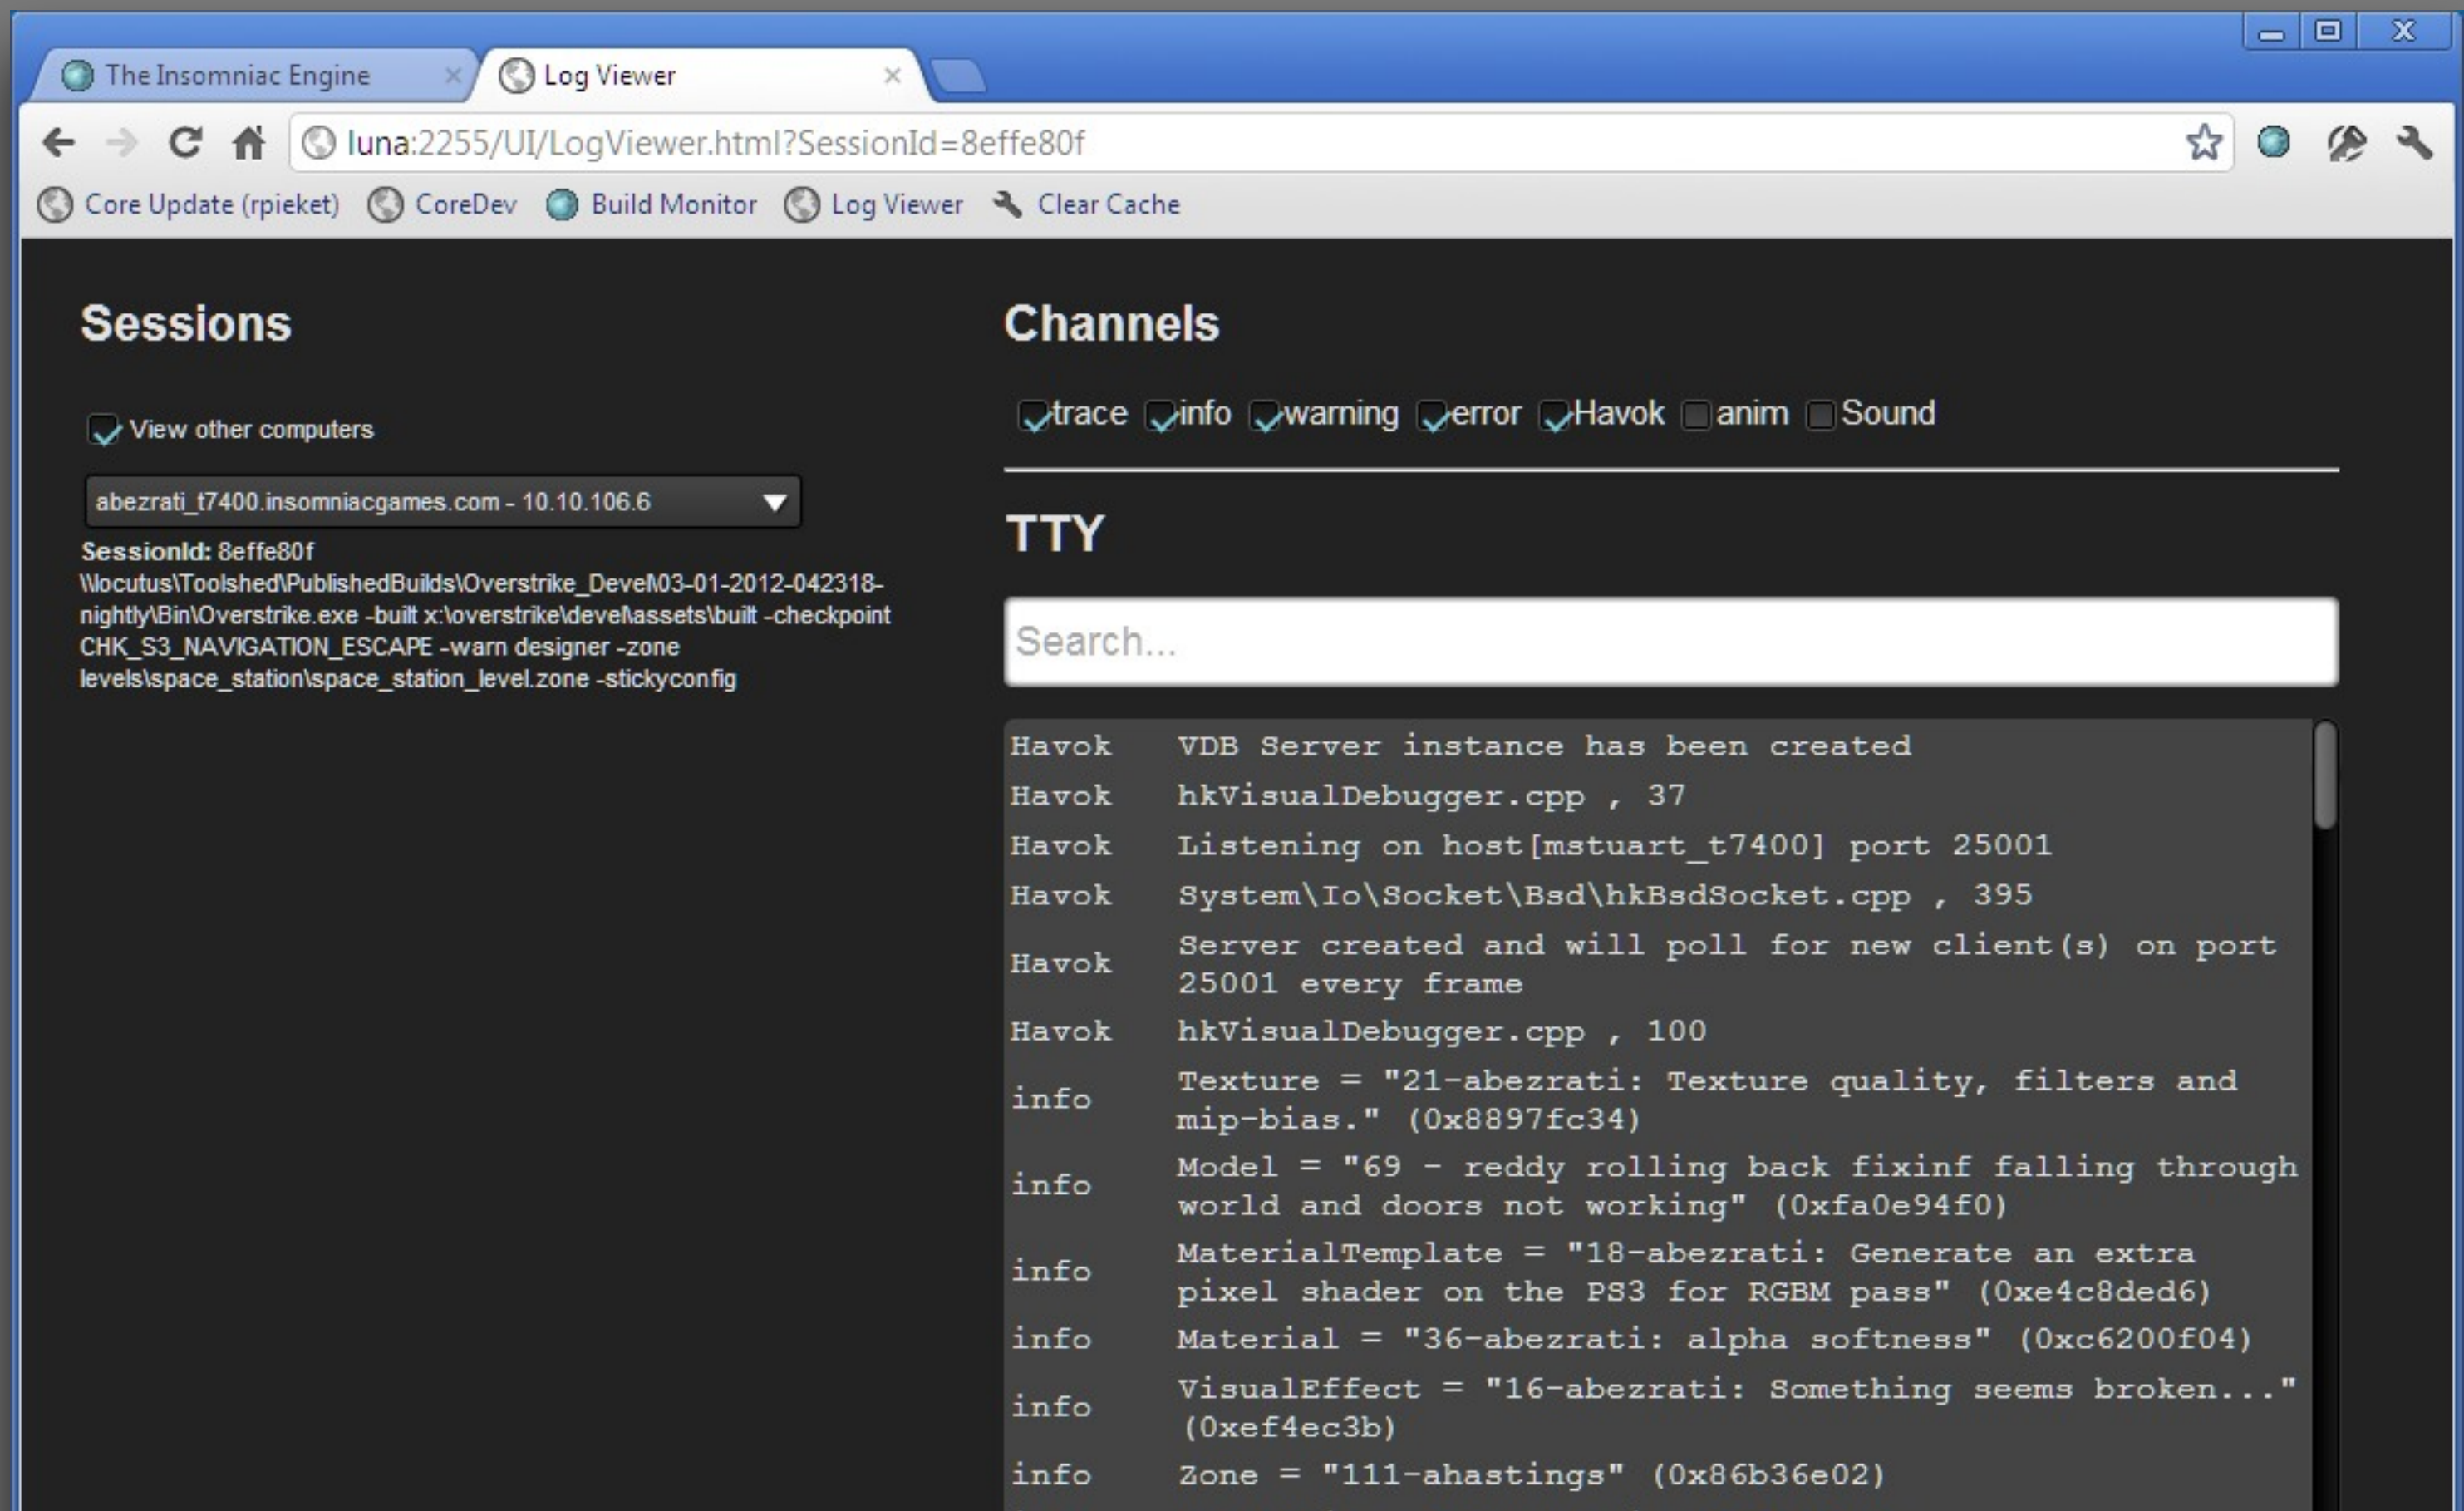 The Insomniac Engine
Log Viewer
luna:2255/UI/LogViewer.html?SessionId=8effe80f
Core Update (rpieket) CoreDev Build Monitor Log Viewer Clear Cache
Sessions
View other computers
abezrati_t7400.insomniacgames.com - 10.10.106.6
SessionId: 8effe80f
\\locutus\Toolshed\PublishedBuilds\Overstrike_Devel\03-01-2012-042318-
nightly\Bin\Overstrike.exe -built x:\overstrike\devel\assets\built -checkpoint
CHK_S3_NAVIGATION_ESCAPE -warn designer -zone
levels\space_station\space_station_level.zone -stickyconfig
Channels
trace info warning error Havok anim Sound
TTY
Search...
Havok VDB Server instance has been created
Havok hkVisualDebugger.cpp , 37
Havok Listening on host[mstuart_t7400] port 25001
Havok System\Io\Socket\Bsd\hkBsdSocket.cpp , 395
Havok Server created and will poll for new client(s) on port
25001 every frame
Havok hkVisualDebugger.cpp , 100
info Texture = "21-abezrati: Texture quality, filters and
mip-bias." (0x8897fc34)
info Model = "69 - reddy rolling back fixinf falling through
world and doors not working" (0xfa0e94f0)
info MaterialTemplate = "18-abezrati: Generate an extra
pixel shader on the PS3 for RGBM pass" (0xe4c8ded6)
info Material = "36-abezrati: alpha softness" (0xc6200f04)
info VisualEffect = "16-abezrati: Something seems broken..."
(0xef4ec3b)
info Zone = "111-ahastings" (0x86b36e02)